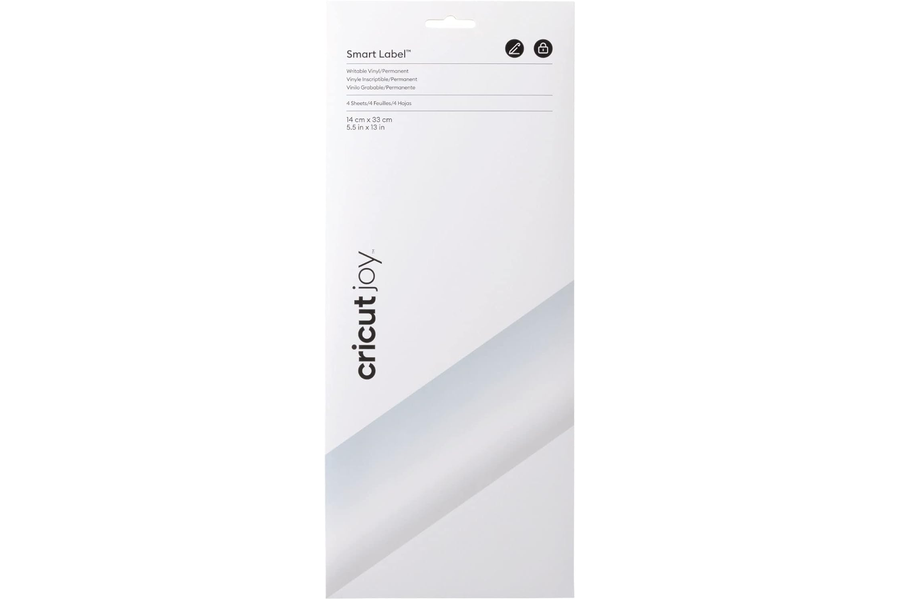 Smart Label™
Writable Vinyl/Permanent
Vinyle Inscriptible/Permanent
Vinilo Grabable/Permanente
4 Sheets/4 Feuilles/4 Hojas
14 cm x 33 cm
5.5 in x 13 in
cricut joy™